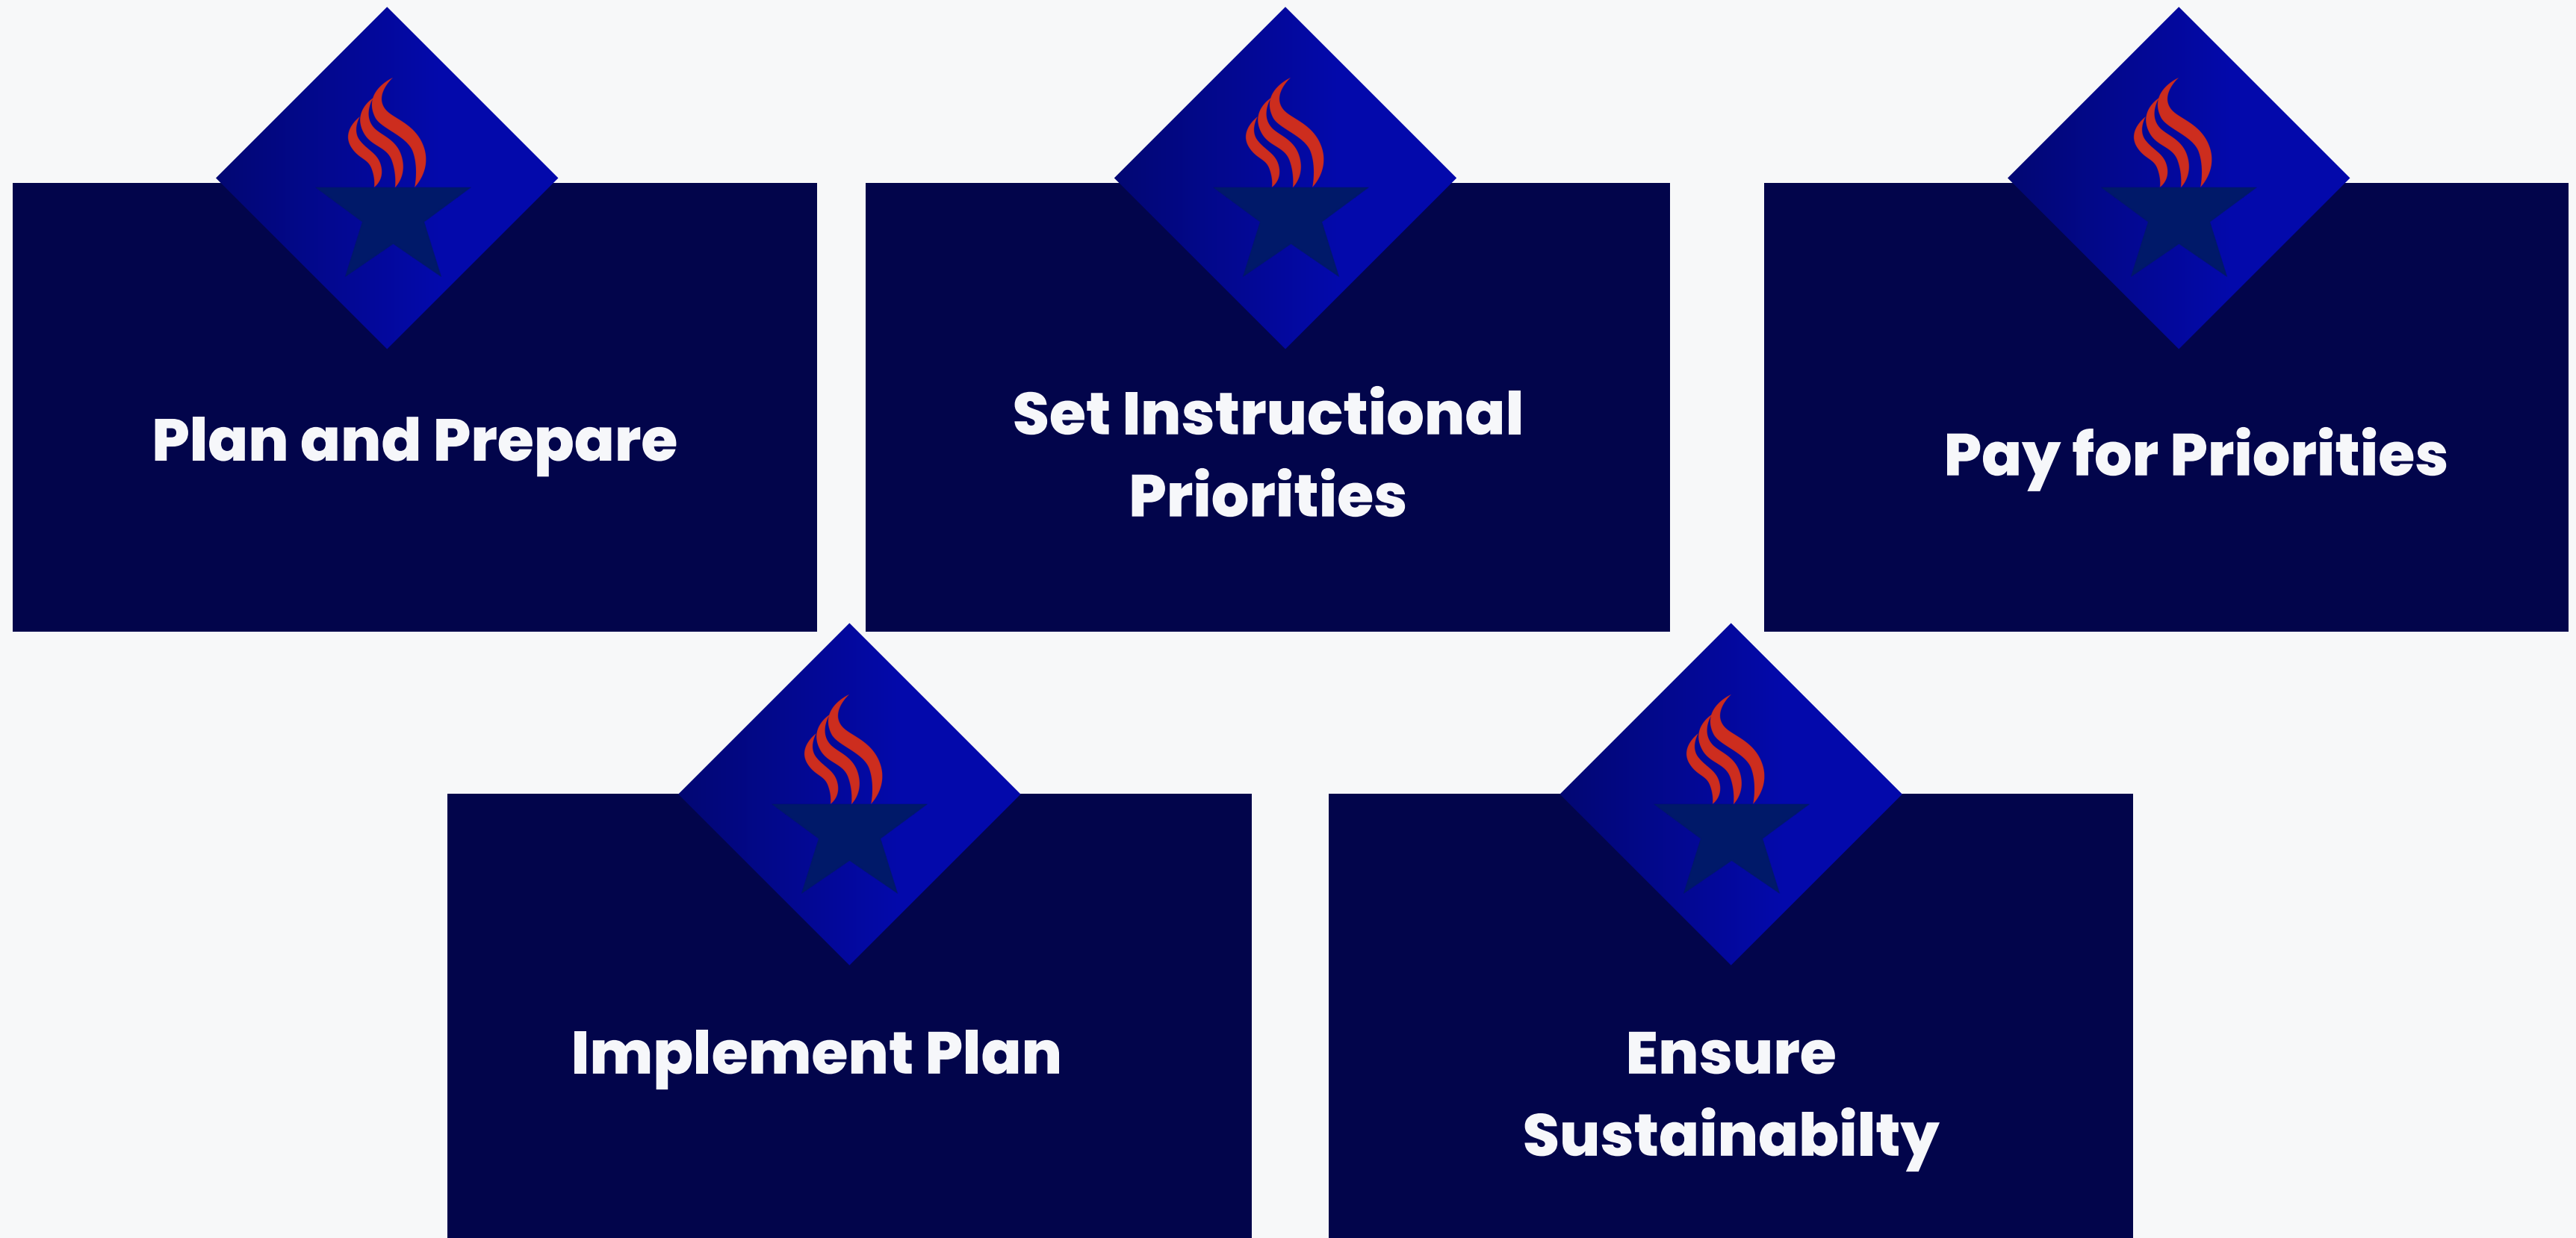 Plan and Prepare
Set Instructional
Priorities
Pay for Priorities
Implement Plan
Ensure
Sustainabilty